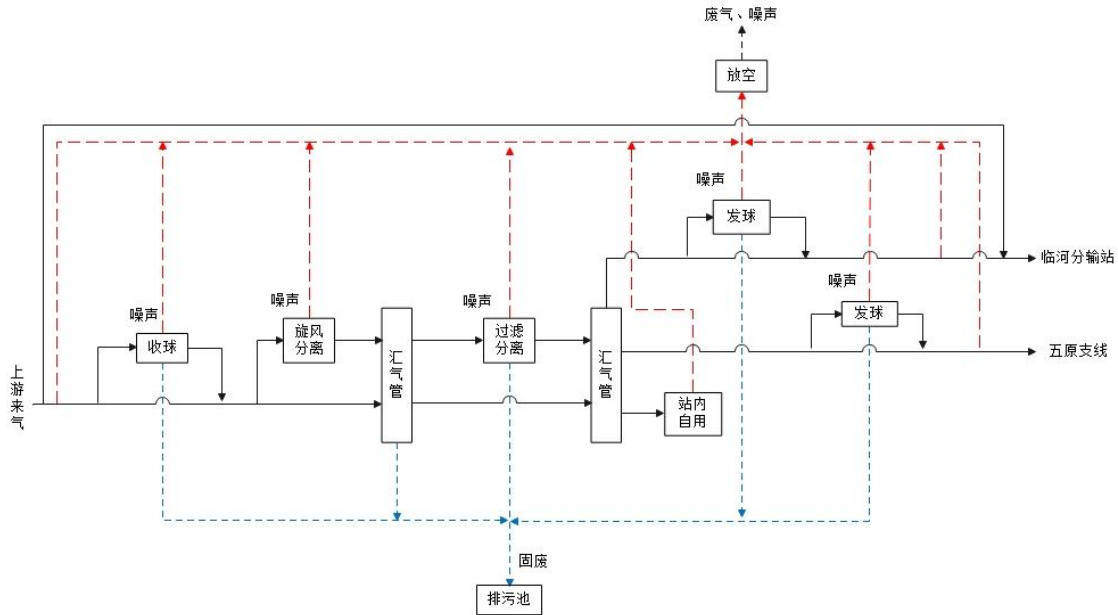 废气、噪声
放空
噪声
发球
临河分输站
噪声
噪声
噪声
噪声
发球
收球
旋风
分离
过滤
分离
汇气管
汇气管
五原支线
上游来气
站内
自用
固废
排污池